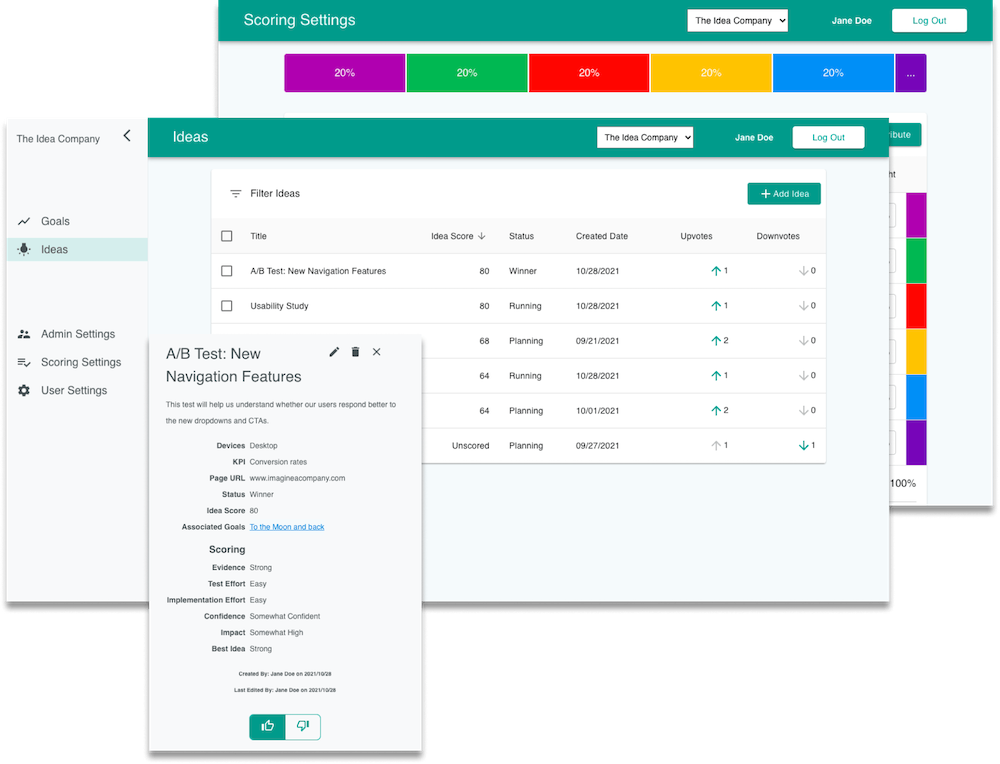 Scoring Settings
The Idea Company
Jane Doe
Log Out
20%
20%
20%
20%
20%
...
100%
The Idea Company
Goals
Ideas
Admin Settings
Scoring Settings
User Settings
Ideas
The Idea Company
Jane Doe
Log Out
Filter Ideas
Add Idea
Title Idea Score Status Created Date Upvotes Downvotes
A/B Test: New Navigation Features 80 Winner 10/28/2021 1 0
Usability Study 80 Running 10/28/2021 1 0
68 Planning 09/21/2021 2 0
64 Running 10/28/2021 1 0
64 Planning 10/01/2021 2 0
Unscored Planning 09/27/2021 1 1
A/B Test: New
Navigation Features
This test will help us understand whether our users respond better to
the new dropdowns and CTAs.
Devices Desktop
KPI Conversion rates
Page URL www.imagineacompany.com
Status Winner
Idea Score 80
Associated Goals To the Moon and back
Scoring
Evidence Strong
Test Effort Easy
Implementation Effort Easy
Confidence Somewhat Confident
Impact Somewhat High
Best Idea Strong
Created By: Jane Doe on 2021/10/28
Last Edited By: Jane Doe on 2021/10/28